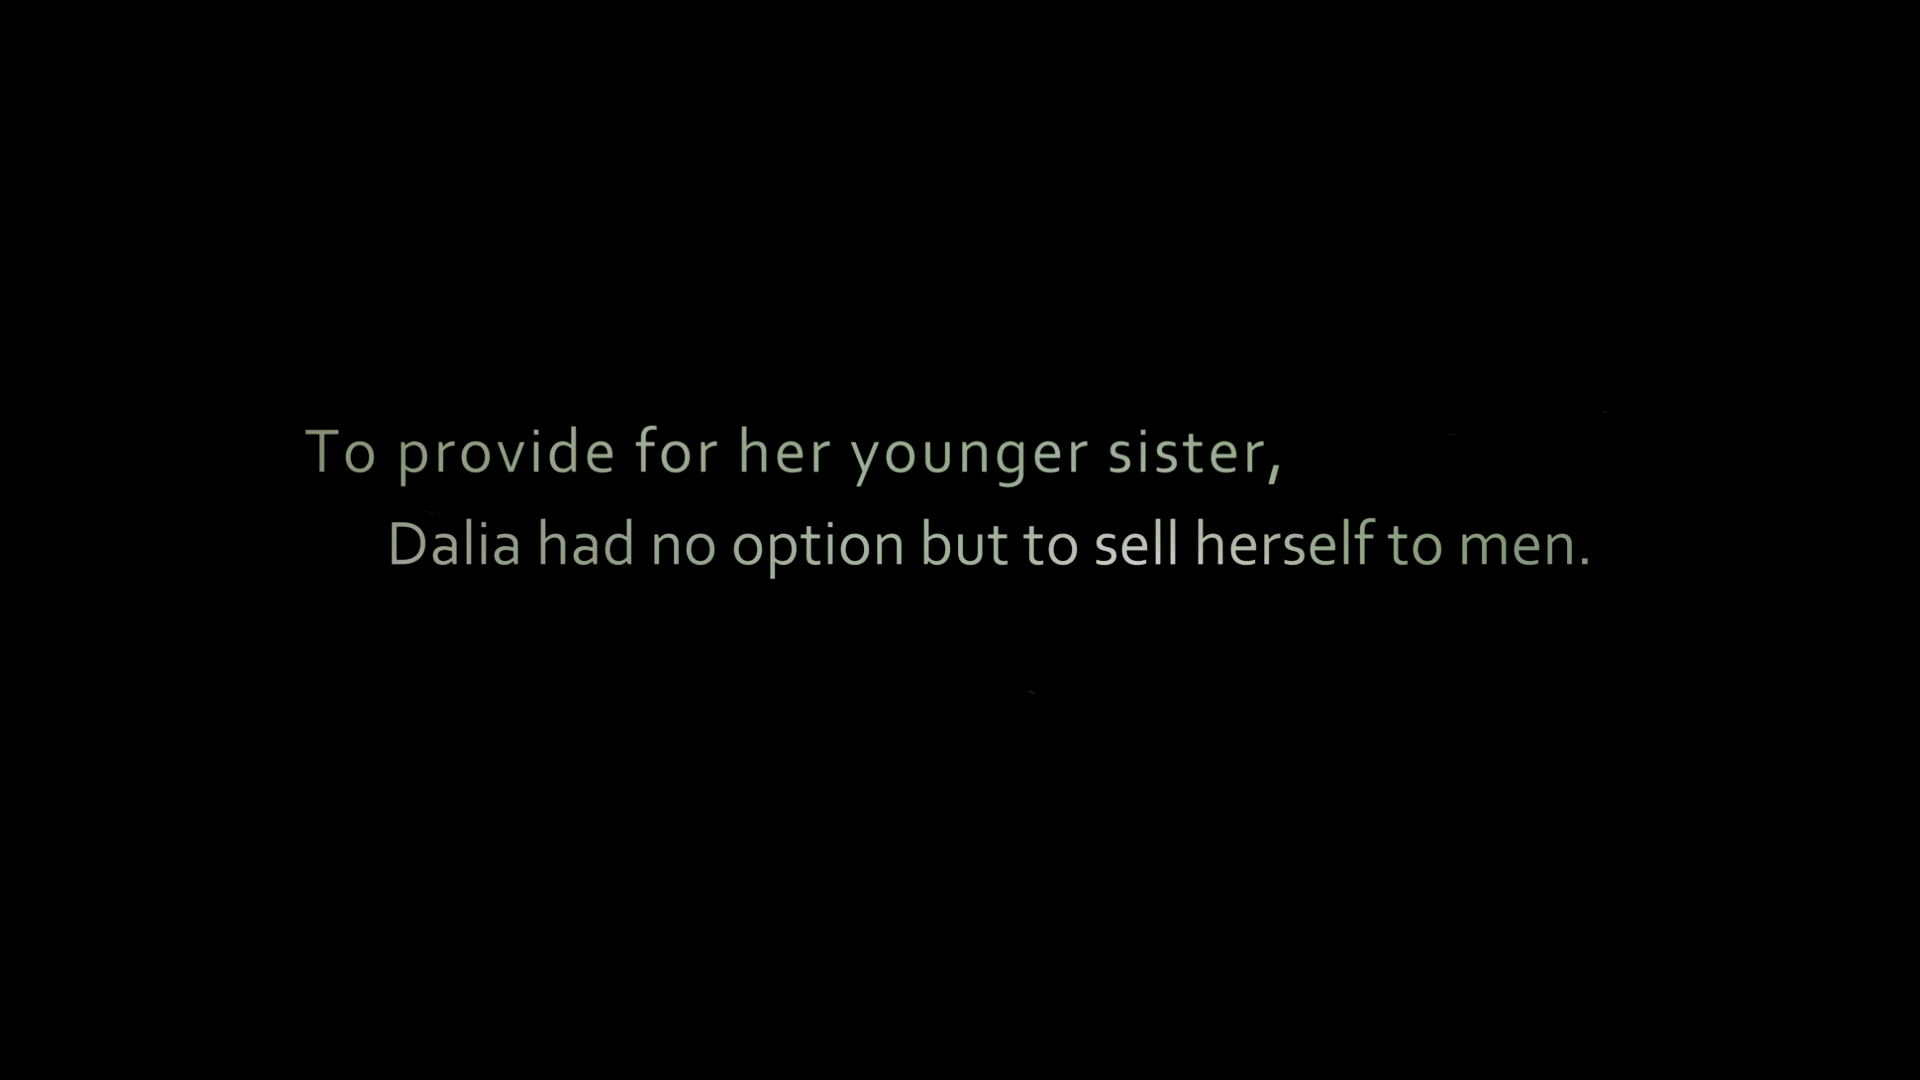 To provide for her younger sister,
Dalia had no option but to sell herself to men.